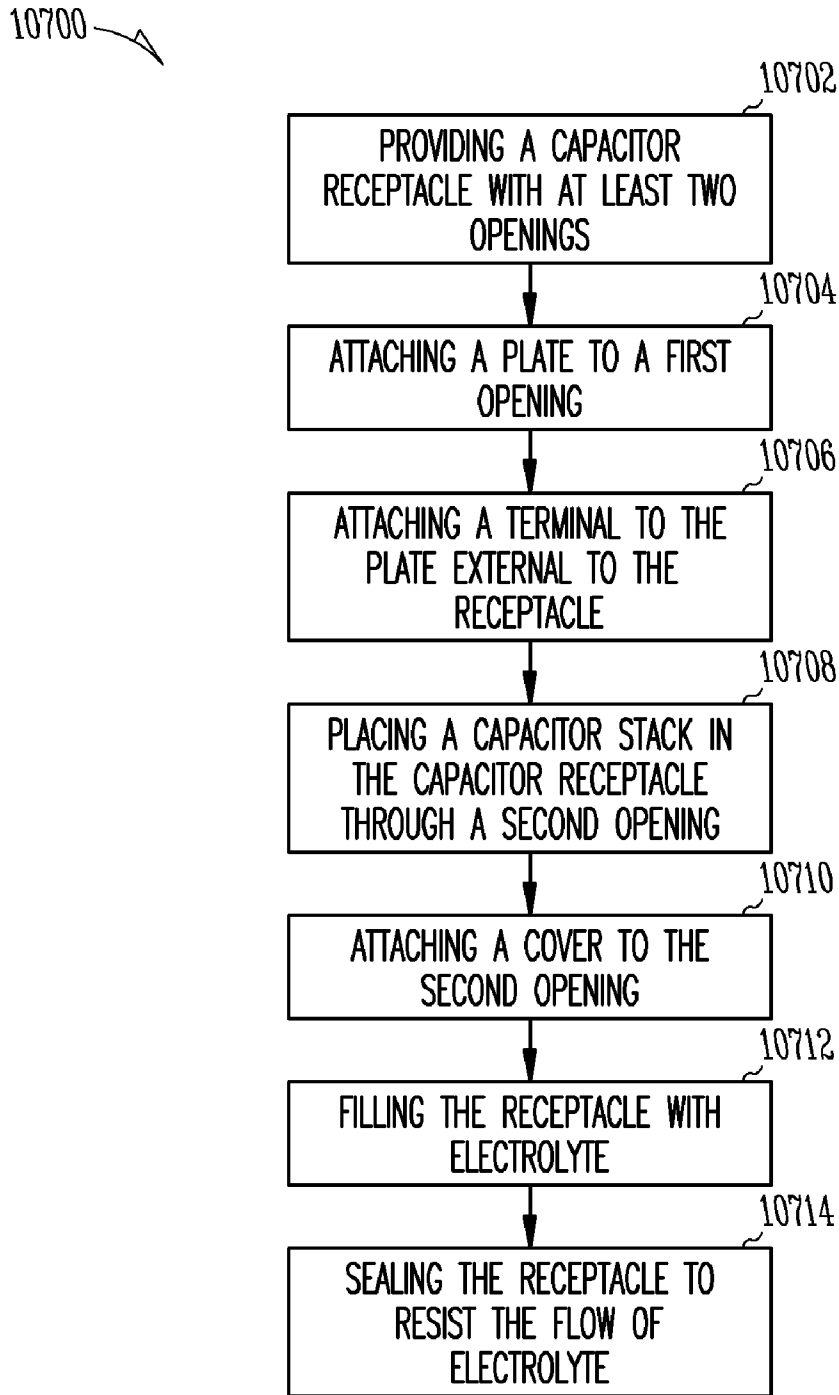 10700
10702
PROVIDING A CAPACITOR
RECEPTACLE WITH AT LEAST TWO
OPENINGS
10704
ATTACHING A PLATE TO A FIRST
OPENING
10706
ATTACHING A TERMINAL TO THE
PLATE EXTERNAL TO THE
RECEPTACLE
10708
PLACING A CAPACITOR STACK IN
THE CAPACITOR RECEPTACLE
THROUGH A SECOND OPENING
10710
ATTACHING A COVER TO THE
SECOND OPENING
10712
FILLING THE RECEPTACLE WITH
ELECTROLYTE
10714
SEALING THE RECEPTACLE TO
RESIST THE FLOW OF
ELECTROLYTE